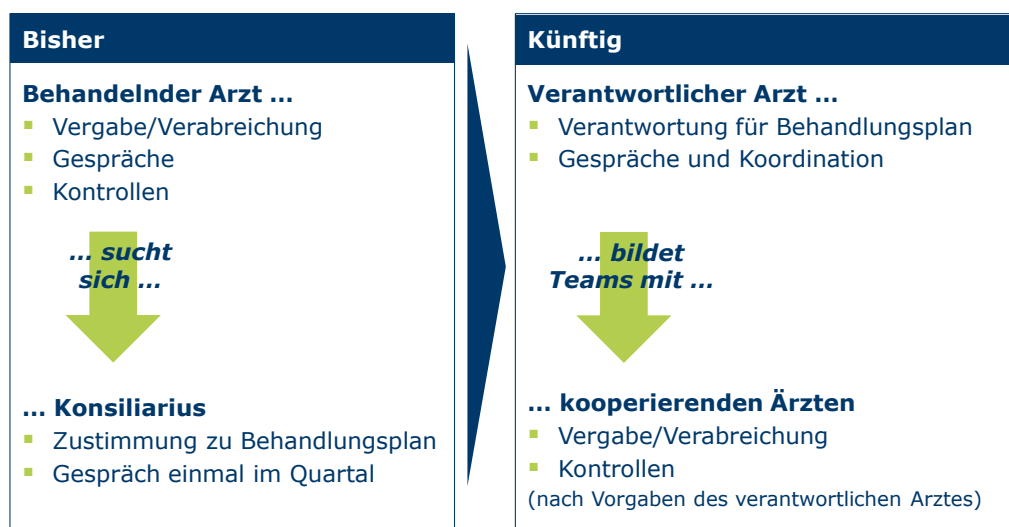 Bisher
Behandelnder Arzt ...
▪ Vergabe/Verabreichung
▪ Gespräche
▪ Kontrollen
... sucht
sich ...
... Konsiliarius
▪ Zustimmung zu Behandlungsplan
▪ Gespräch einmal im Quartal
Künftig
Verantwortlicher Arzt ...
▪ Verantwortung für Behandlungsplan
▪ Gespräche und Koordination
... bildet
Teams mit ...
... kooperierenden Ärzten
▪ Vergabe/Verabreichung
▪ Kontrollen
(nach Vorgaben des verantwortlichen Arztes)